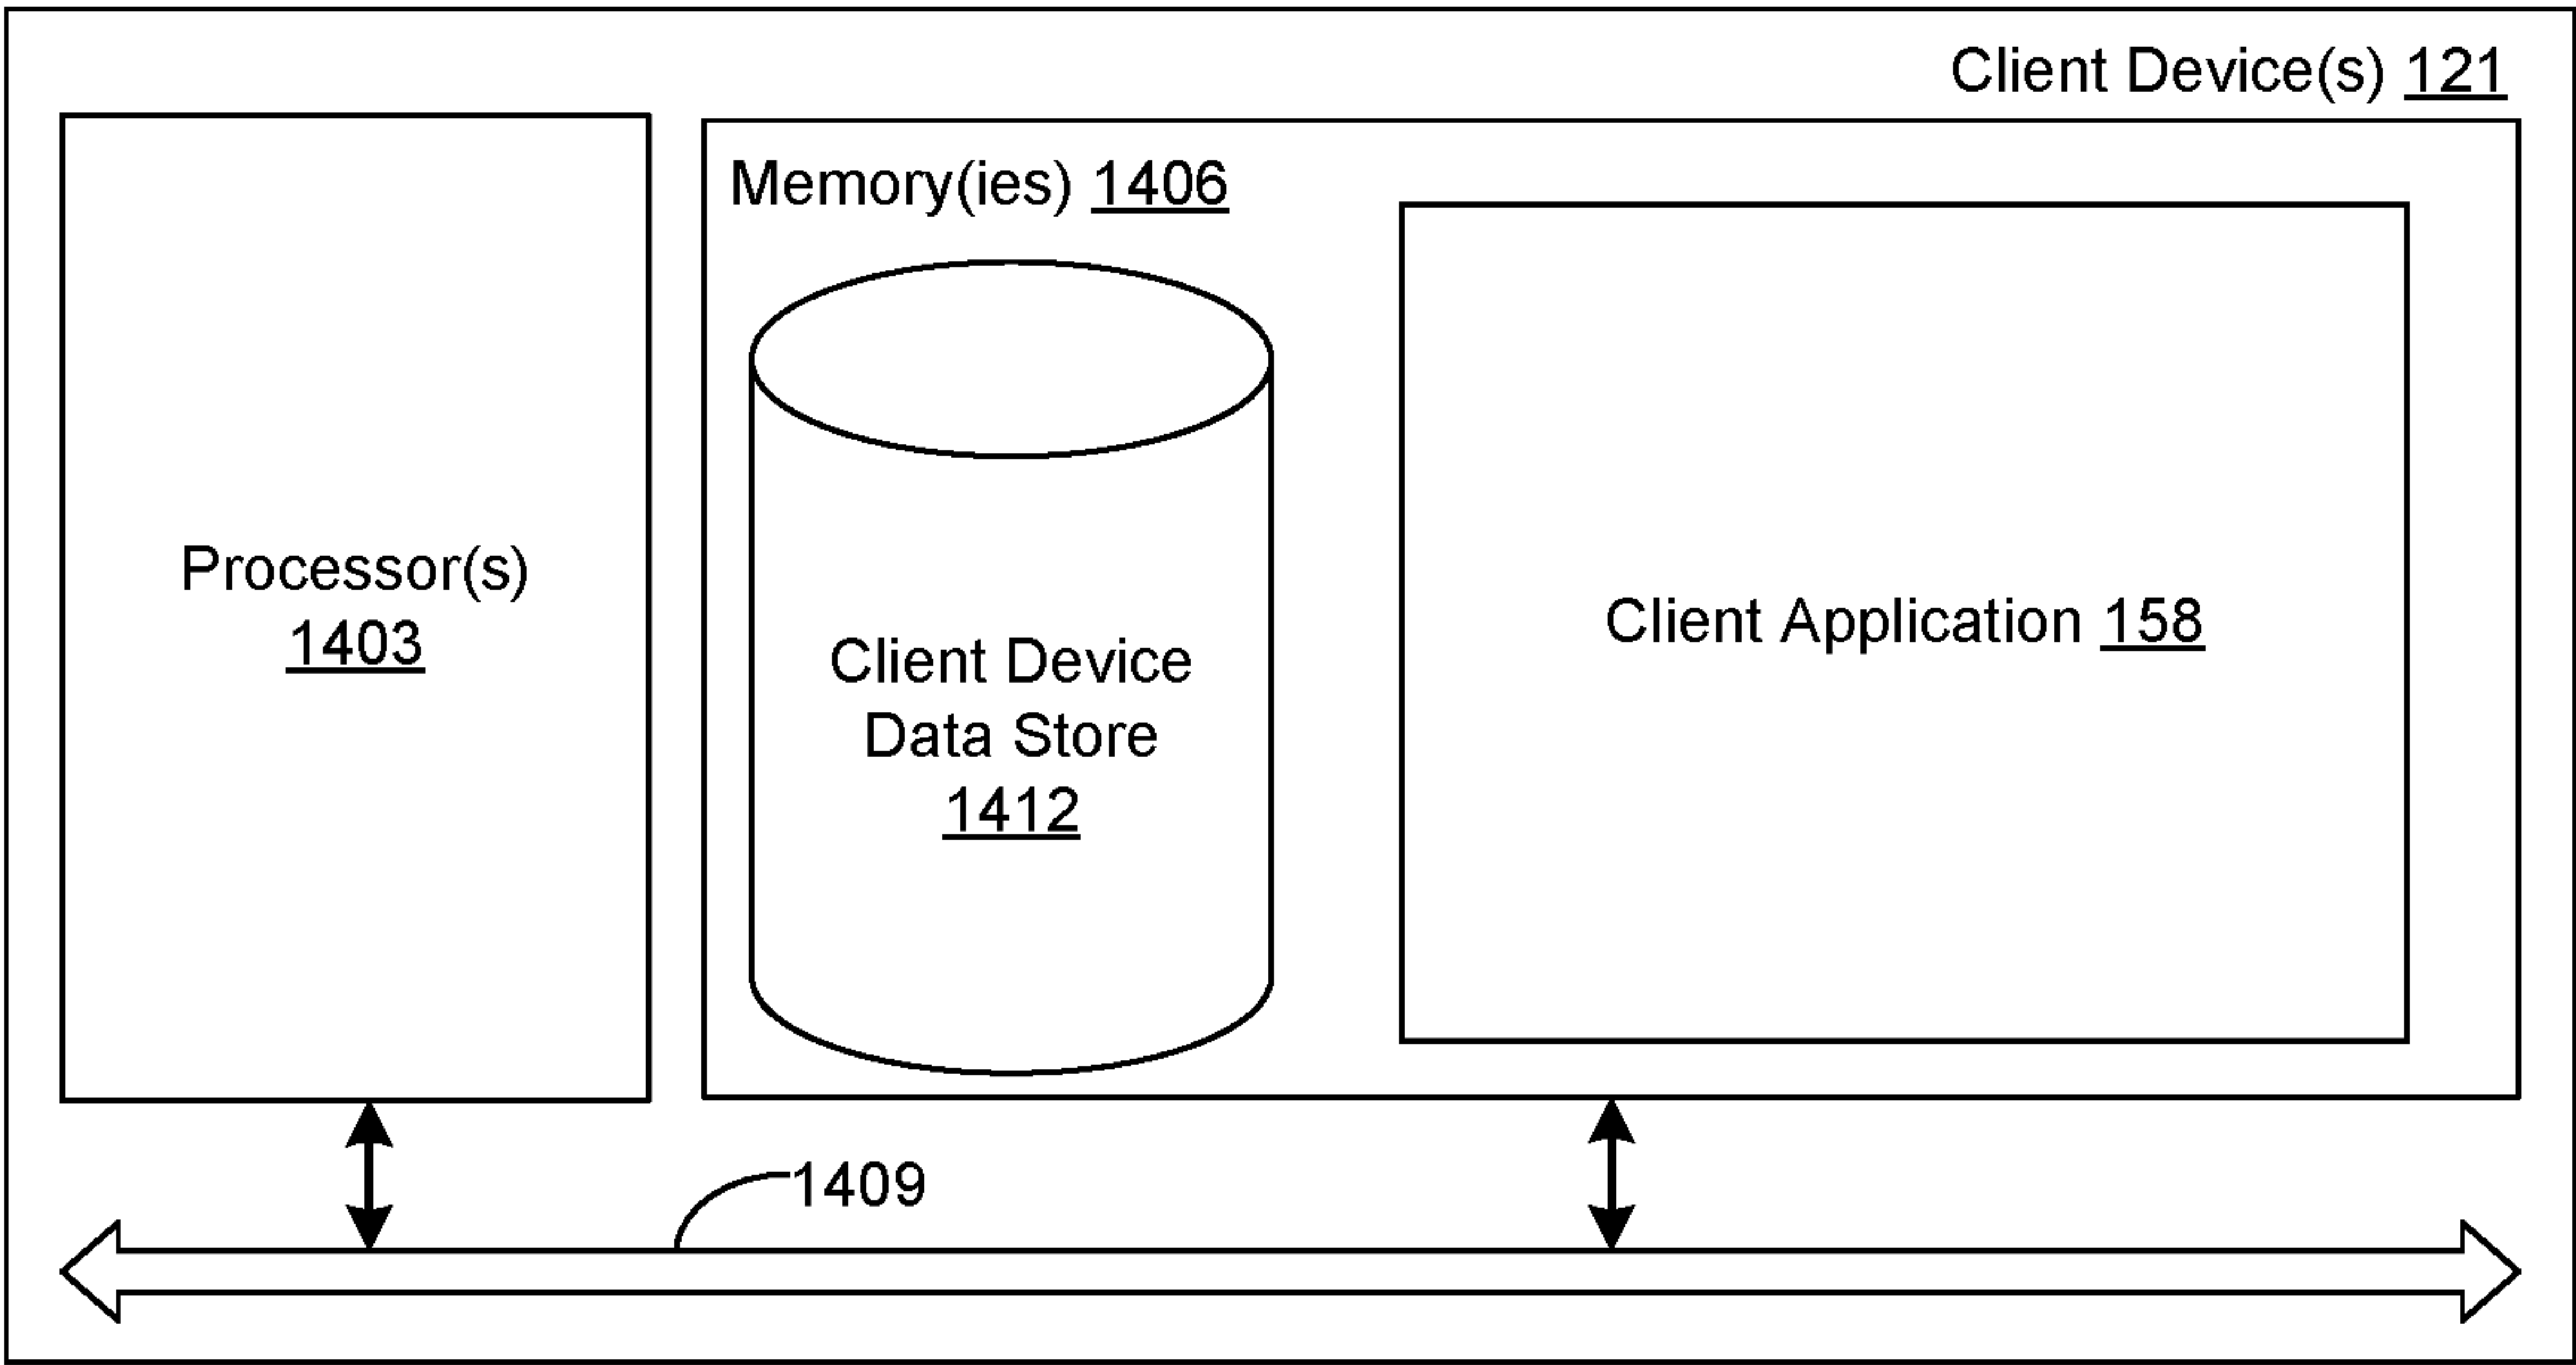 Client Device(s) 121
Memory(ies) 1406
Processor(s)
1403
Client Device
Data Store
1412
Client Application 158
1409